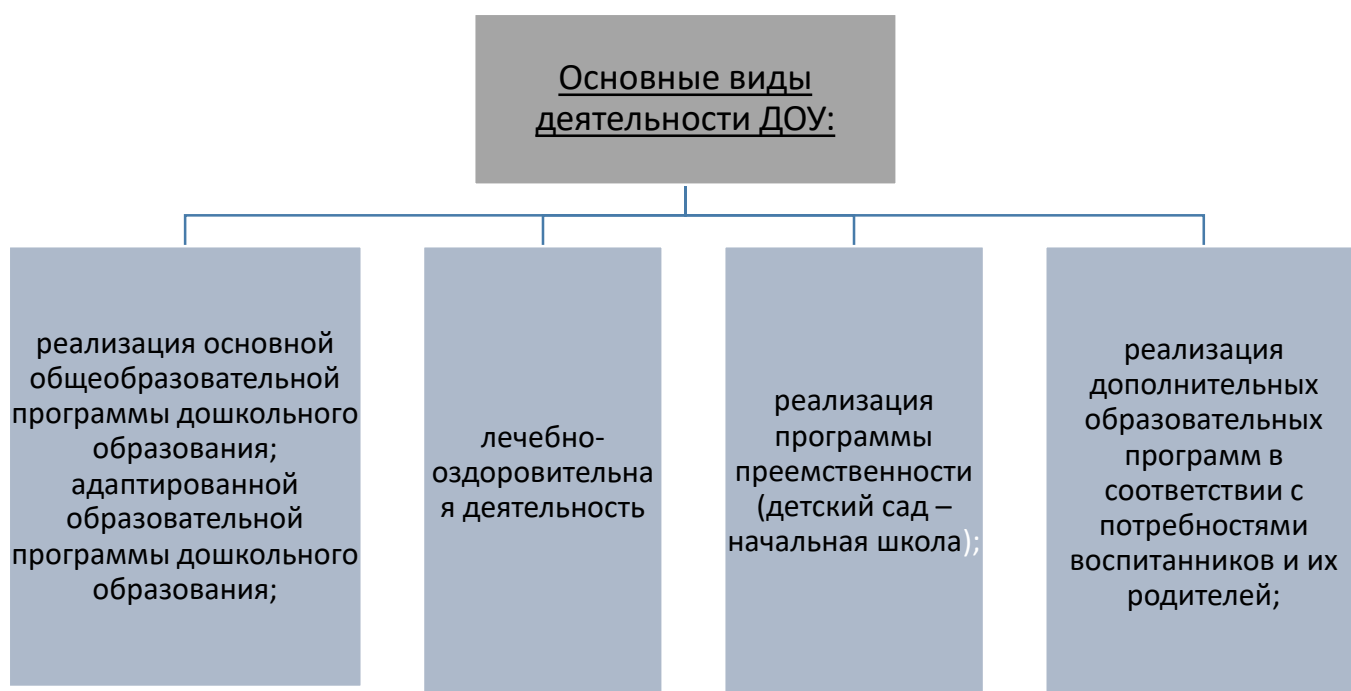 Основные виды
деятельности ДОУ:
реализация основной
общеобразовательной
программы дошкольного
образования;
адаптированной
образовательной
программы дошкольного
образования;
лечебно-
оздоровительна
я деятельность
реализация
программы
преемственности
(детский сад –
начальная школа);
реализация
дополнительных
образовательных
программ в
соответствии с
потребностями
воспитанников и их
родителей;